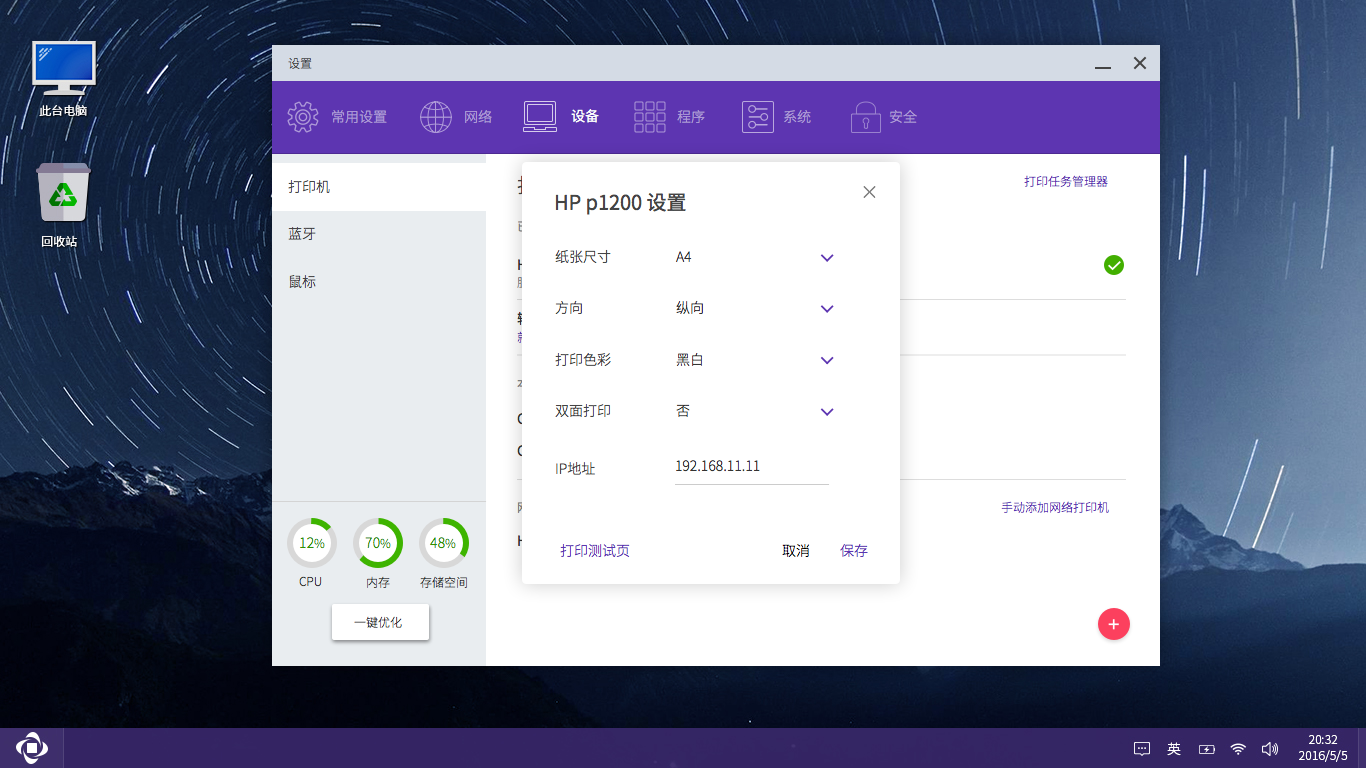 此台电脑
回收站
设置
常用设置
网络
设备
程序
系统
安全
打印机
蓝牙
鼠标
打印任务管理器
HP p1200 设置
纸张尺寸 A4
方向 纵向
打印色彩 黑白
双面打印 否
IP地址 192.168.11.11
打印测试页 取消 保存
手动添加网络打印机
12% 70% 48%
CPU 内存 存储空间
一键优化
英
20:32
2016/5/5